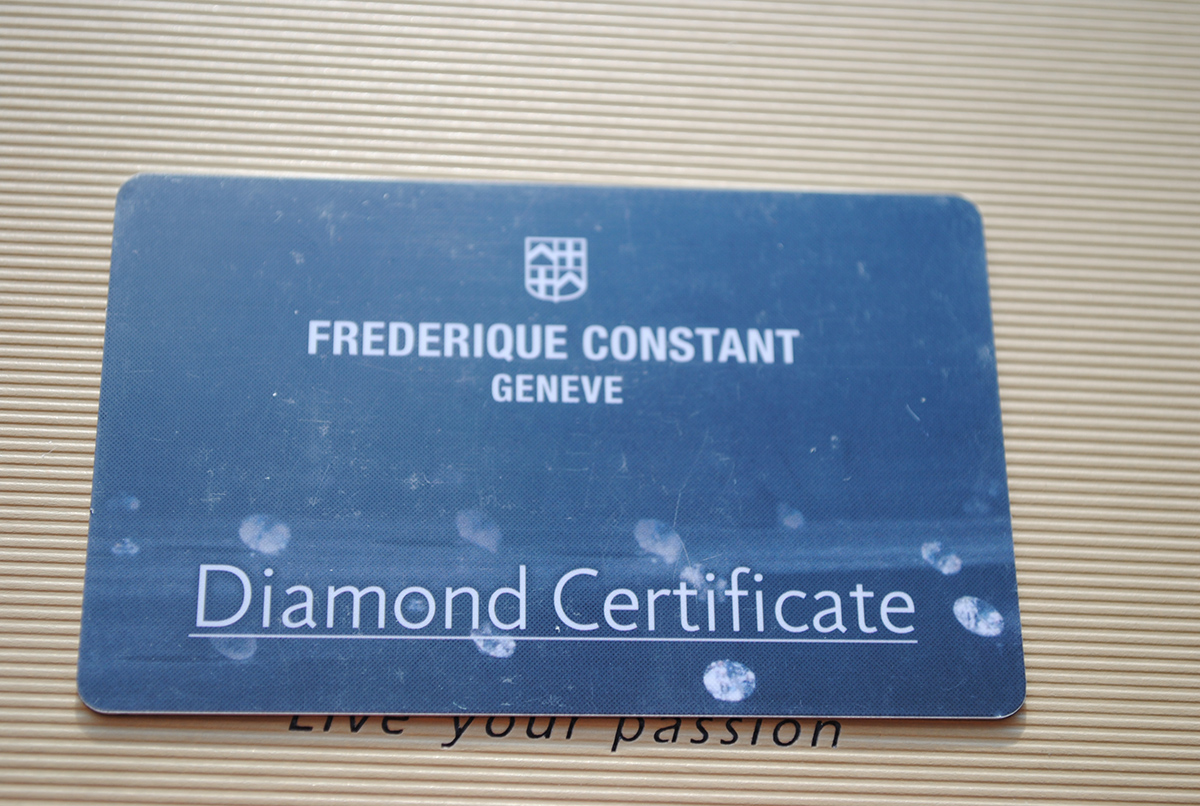 FREDERIQUE CONSTANT
GENEVE
Diamond Certificate
Live your passion